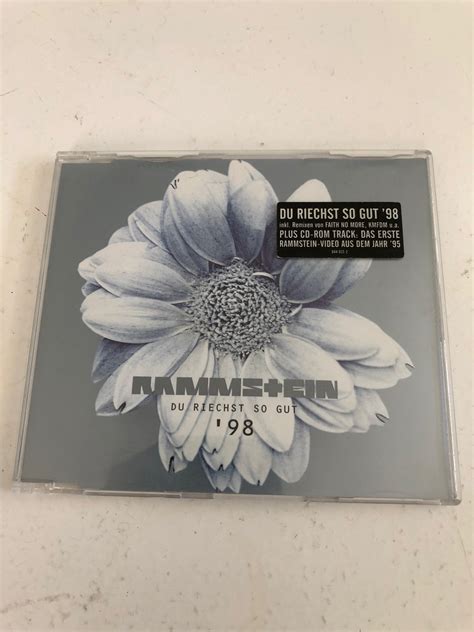 DU RIECHST SO GUT '98
inkl. Remixen von FAITH NO MORE, KMFDM u.a.
PLUS CD-ROM TRACK: DAS ERSTE
RAMMSTEIN-VIDEO AUS DEM JAHR '95
RAMMSTEIN
DU RIECHST SO GUT
'98